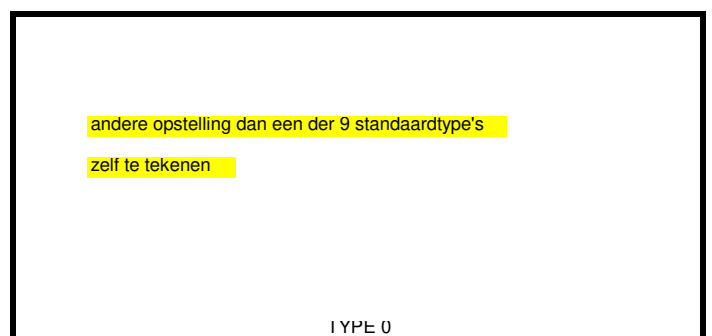 andere opstelling dan een der 9 standaardtype's
zelf te tekenen
TYPE 0